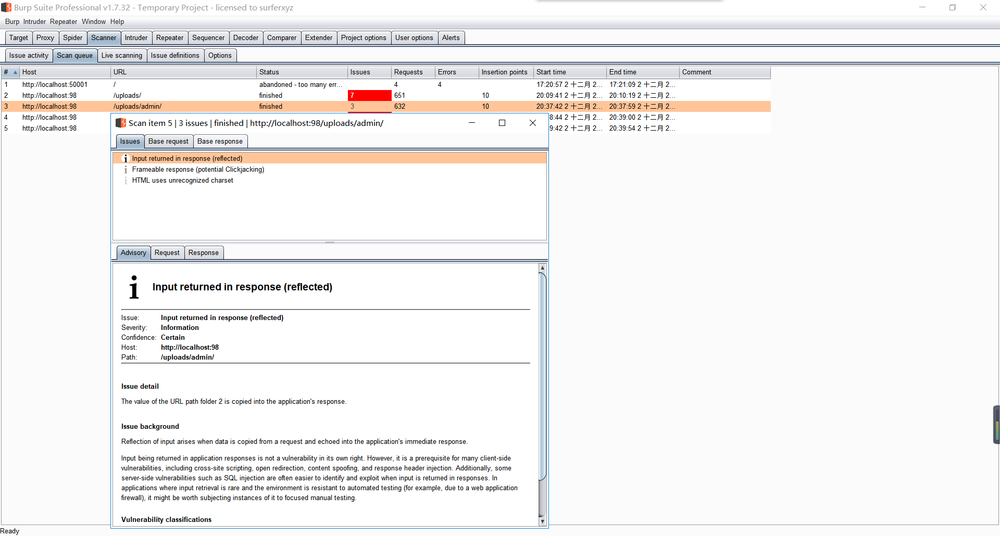 Burp Suite Professional v1.7.32 - Temporary Project - licensed to surferxyz
Burp Intruder Repeater Window Help
Target Proxy Spider Scanner Intruder Repeater Sequencer Decoder Comparer Extender Project options User options Alerts
Issue activity Scan queue Live scanning Issue definitions Options
# Host URL Status Issues Requests Errors Insertion points Start time End time Comment
1 http://localhost:50001 / abandoned - too many err... 4 4 17:20:57 2 十二月 2... 17:21:09 2 十二月 2...
2 http://localhost:98 /uploads/ finished 7 651 10 20:09:41 2 十二月 2... 20:10:19 2 十二月 2...
3 http://localhost:98 /uploads/admin/ finished 3 632 10 20:37:42 2 十二月 2... 20:37:59 2 十二月 2...
4 http://localhost:98 8:44 2 十二月 2... 20:39:00 2 十二月 2...
5 http://localhost:98 9:42 2 十二月 2... 20:39:54 2 十二月 2...
Scan item 5 | 3 issues | finished | http://localhost:98/uploads/admin/
Issues Base request Base response
Input returned in response (reflected)
Frameable response (potential Clickjacking)
HTML uses unrecognized charset
Advisory Request Response
Input returned in response (reflected)
Issue: Input returned in response (reflected)
Severity: Information
Confidence: Certain
Host: http://localhost:98
Path: /uploads/admin/
Issue detail
The value of the URL path folder 2 is copied into the application's response.
Issue background
Reflection of input arises when data is copied from a request and echoed into the application's immediate response.
Input being returned in application responses is not a vulnerability in its own right. However, it is a prerequisite for many client-side
vulnerabilities, including cross-site scripting, open redirection, content spoofing, and response header injection. Additionally, some
server-side vulnerabilities such as SQL injection are often easier to identify and exploit when input is returned in responses. In
applications where input retrieval is rare and the environment is resistant to automated testing (for example, due to a web application
firewall), it might be worth subjecting instances of it to focused manual testing.
Vulnerability classifications
Ready